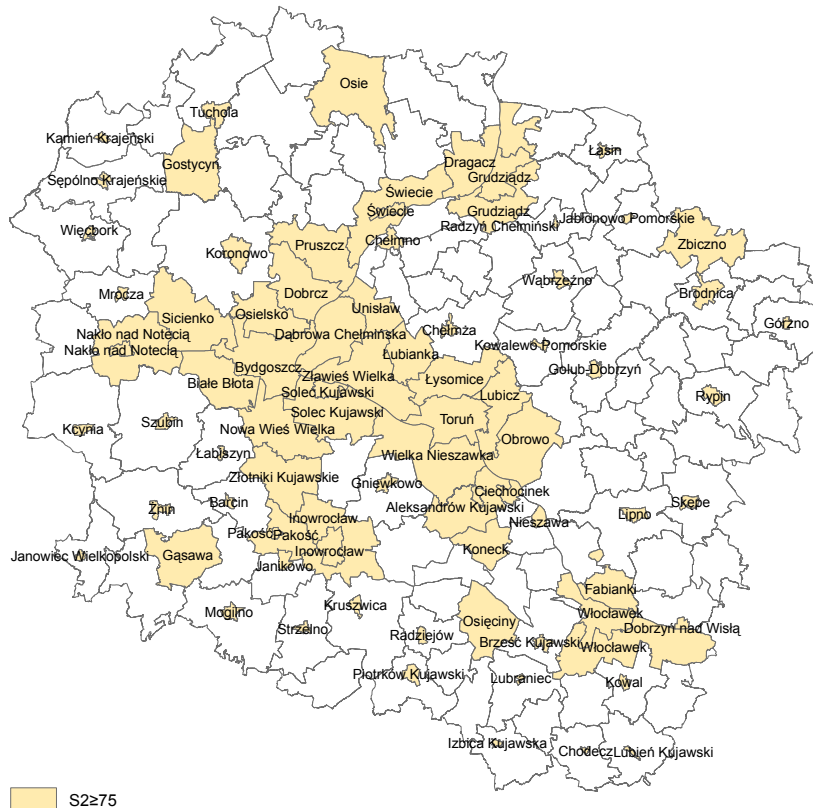 Osie
Tuchola
Kamień Krajeński
Gostycyn
Sępólno Krajeńskie
Łasin
Dragacz
Grudziądz
Świecie
Świecie
Grudziądz
Jabłonowo Pomorskie
Radzyń Chełmiński
Więcbork
Chełmno
Pruszcz
Zbiczno
Koronowo
Wąbrzeźno
Mrocza
Dobrcz
Brodnica
Unisław
Sicienko
Osielsko
Górzno
Nakło nad Notecią
Dąbrowa Chełmińska
Chełmża
Nakło nad Notecią
Łubianka
Kowalewo Pomorskie
Bydgoszcz
Golub-Dobrzyń
Zławieś Wielka
Białe Błota
Łysomice
Solec Kujawski
Lubicz
Rypin
Solec Kujawski
Toruń
Szubin
Kcynia
Nowa Wieś Wielka
Obrowo
Łabiszyn
Wielka Nieszawka
Złotniki Kujawskie
Gniewkowo
Ciechocinek
Barcin
Skępe
Żnin
Aleksandrów Kujawski
Inowrocław
Lipno
Nieszawa
Pakość
Pakość
Janowiec Wielkopolski
Gąsawa
Inowrocław
Koneck
Janikowo
Fabianki
Kruszwica
Mogilno
Włocławek
Osięciny
Strzelno
Dobrzyń nad Wisłą
Radziejów
Brześć Kujawski
Włocławek
Piotrków Kujawski
Lubraniec
Kowal
Izbica Kujawska
Chodecz
Lubień Kujawski
S2≥75